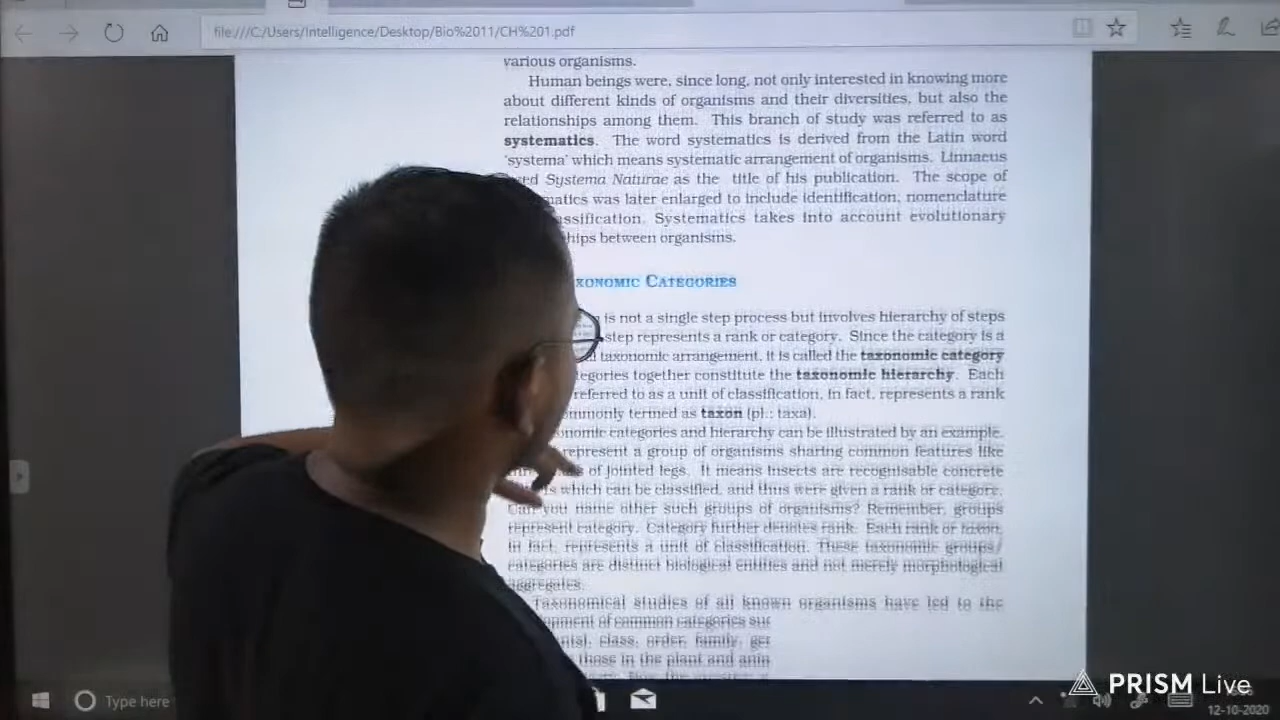 file:///C:/Users/Intelligence/Desktop/Bio%2011/CH%201.pdf
various organisms.
Human beings were, since long, not only interested in knowing more
about different kinds of organisms and their diversities, but also the
relationships among them. This branch of study was referred to as
systematics. The word systematics is derived from the Latin word
'systema' which means systematic arrangement of organisms. Linnaeus
Systema Naturae as the title of his publication. The scope of
matics was later enlarged to include identification, nomenclature
assification. Systematics takes into account evolutionary
hips between organisms.
XONOMIC CATEGORIES
is not a single step process but involves hierarchy of steps
step represents a rank or category. Since the category is a
taxonomic arrangement, it is called the taxonomic category
tegories together constitute the taxonomic hierarchy. Each
referred to as a unit of classification, in fact, represents a rank
mmonly termed as taxon (pl.: taxa).
onomic categories and hierarchy can be illustrated by an example.
represent a group of organisms sharing common features like
of jointed legs. It means insects are recognisable concrete
which can be classified, and thus were given a rank or category.
Can you name other such groups of organisms? Remember, groups
represent category. Category further denotes rank. Each rank or taxon,
in fact, represents a unit of classification. These taxonomic groups/
categories are distinct biological entities and not merely morphological
aggregates.
Taxonomical studies of all known organisms have led to the
opment of common categories suc
class, order, family, ger
those in the plant and anin
Type here
PRISM Live
12-10-2020